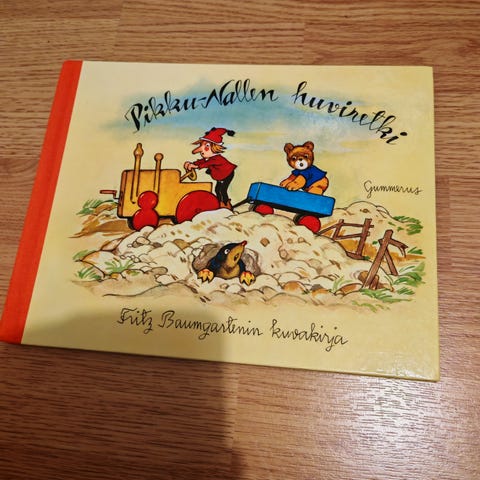 Pikku-Nallen huviretki
Gummerus
Fritz Baumgartenin kuvakirja